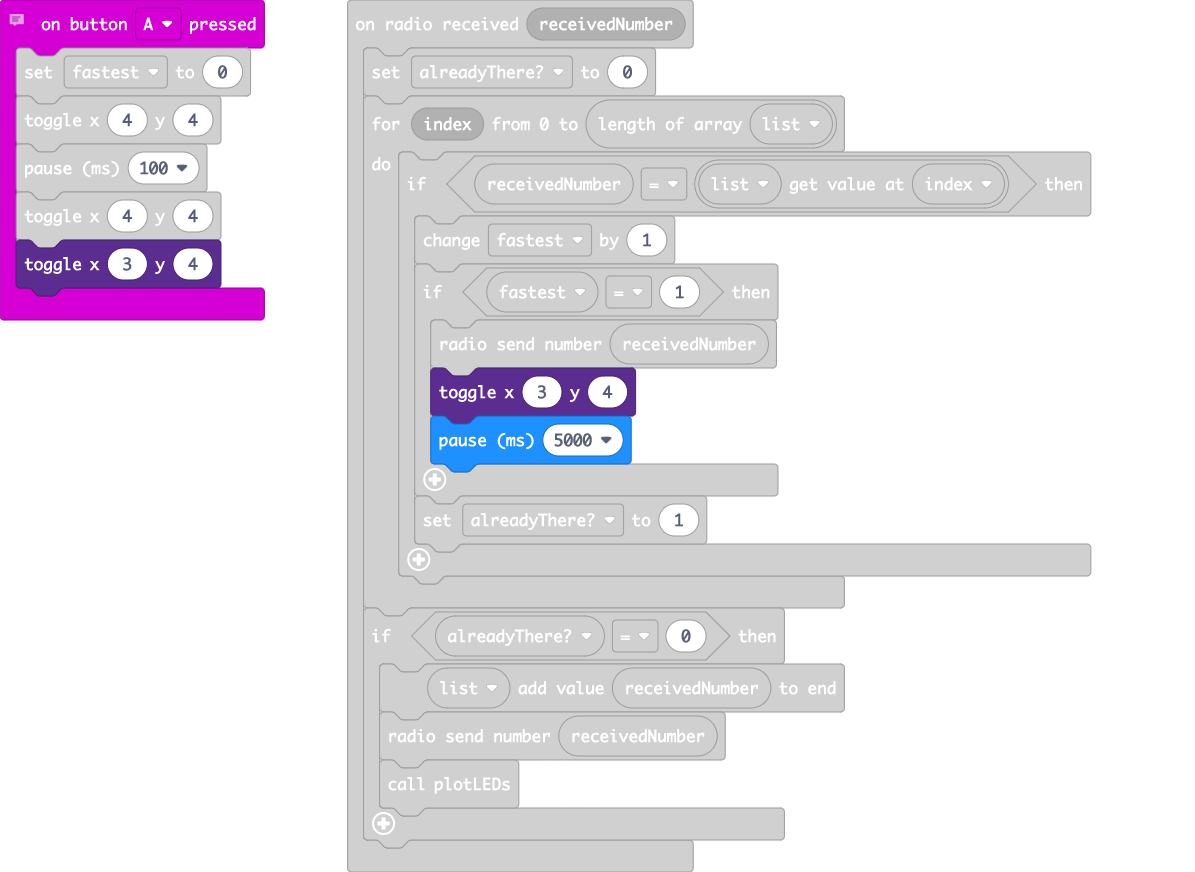 on button A pressed
set fastest to 0
toggle x 4 y 4
pause (ms) 100
toggle x 4 y 4
toggle x 3 y 4
on radio received receivedNumber
set alreadyThere? to 0
for index from 0 to length of array list
do
if receivedNumber = list get value at index then
change fastest by 1
if fastest = 1 then
radio send number receivedNumber
toggle x 3 y 4
pause (ms) 5000
set alreadyThere? to 1
if alreadyThere? = 0 then
list add value receivedNumber to end
radio send number receivedNumber
call plotLEDs